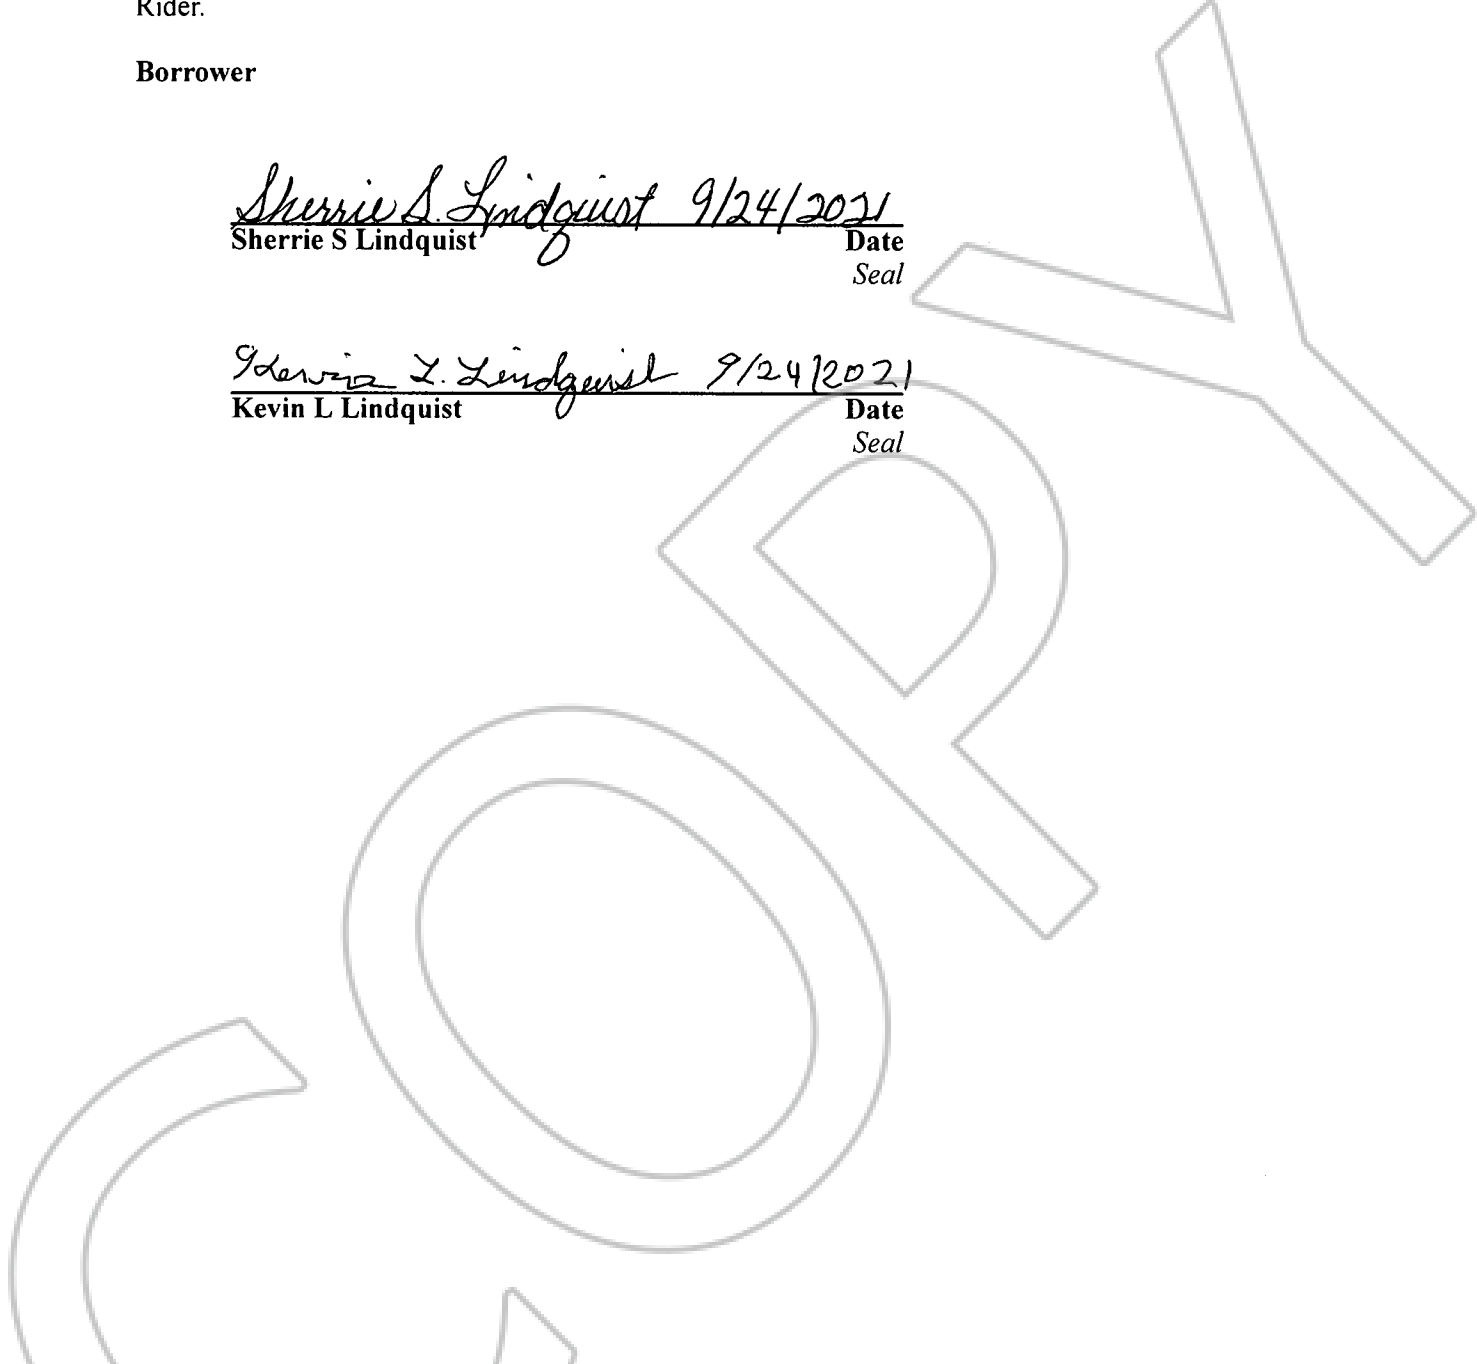 Rider.
Borrower
Sherrie S. Lindquist 9/24/2021
Sherrie S Lindquist Date
Seal
Kevin L. Lindquist 9/24/2021
Kevin L Lindquist Date
Seal
COPY